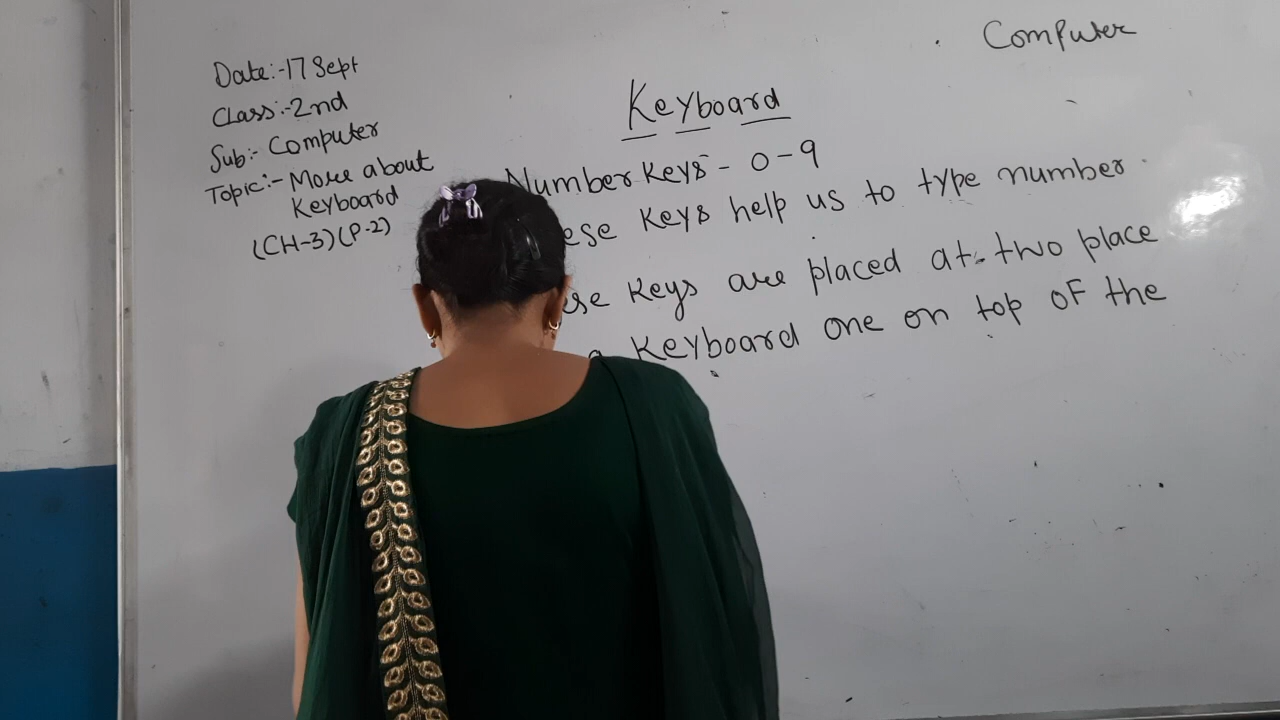 Computer
Date:-17 Sept
Class:-2nd
Sub:- Computer
Topic:- More about
Keyboard
(CH-3)(P-2)
Keyboard
Number Keys - 0-9
ese Keys help us to type number
se Keys are placed at two place
Keyboard one on top OF the